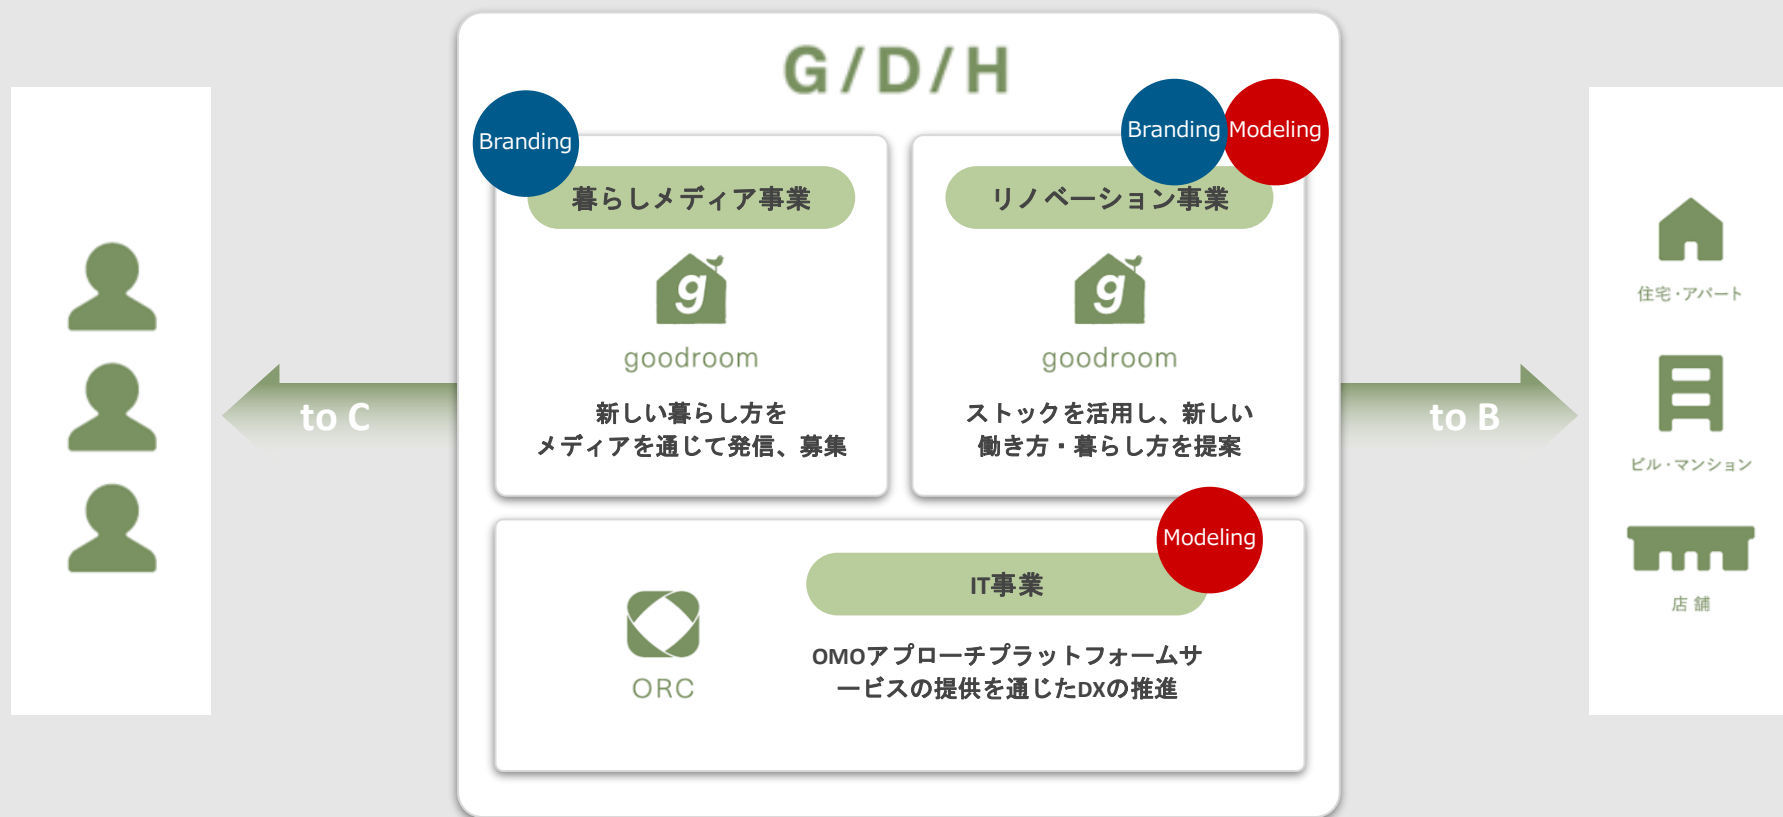 G/D/H
Branding
暮らしメディア事業
g
goodroom
新しい暮らし方を
メディアを通じて発信、募集
Branding
Modeling
リノベーション事業
g
goodroom
ストックを活用し、新しい
働き方・暮らし方を提案
Modeling
IT事業
ORC
OMOアプローチプラットフォームサ
ービスの提供を通じたDXの推進
to C
to B
住宅・アパート
ビル・マンション
店舗